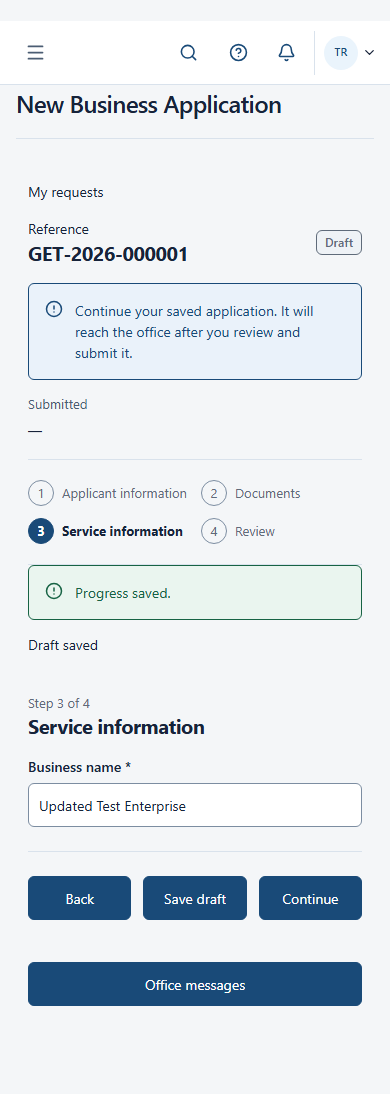 TR
New Business Application
My requests
Reference
GET-2026-000001
Draft
Continue your saved application. It will
reach the office after you review and
submit it.
Submitted
—
1 Applicant information
2 Documents
3 Service information
4 Review
Progress saved.
Draft saved
Step 3 of 4
Service information
Business name *
Updated Test Enterprise
Back
Save draft
Continue
Office messages